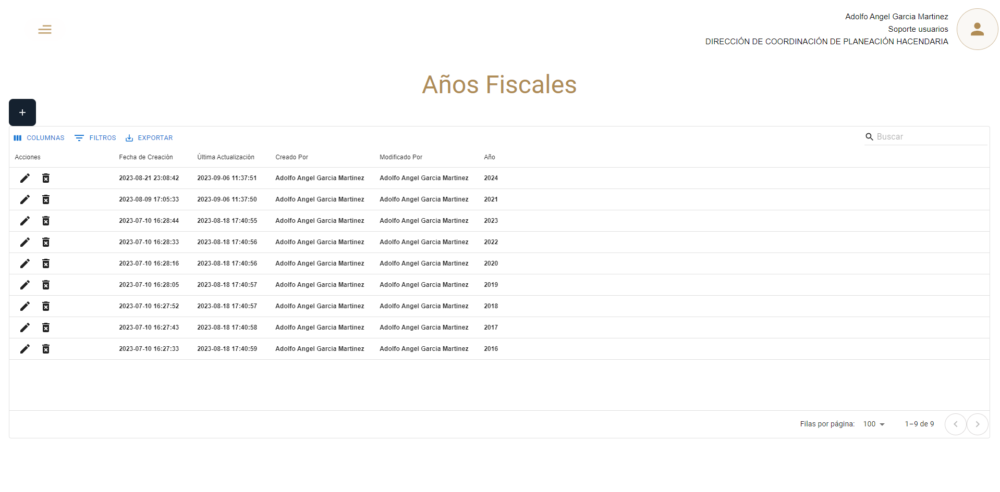 Adolfo Angel Garcia Martinez
Soporte usuarios
DIRECCIÓN DE COORDINACIÓN DE PLANEACIÓN HACENDARIA
Años Fiscales
+
COLUMNAS FILTROS EXPORTAR Buscar
Acciones Fecha de Creación Última Actualización Creado Por Modificado Por Año
2023-08-21 23:08:42 2023-09-06 11:37:51 Adolfo Angel Garcia Martinez Adolfo Angel Garcia Martinez 2024
2023-08-09 17:05:33 2023-09-06 11:37:50 Adolfo Angel Garcia Martinez Adolfo Angel Garcia Martinez 2021
2023-07-10 16:28:44 2023-08-18 17:40:55 Adolfo Angel Garcia Martinez Adolfo Angel Garcia Martinez 2023
2023-07-10 16:28:33 2023-08-18 17:40:56 Adolfo Angel Garcia Martinez Adolfo Angel Garcia Martinez 2022
2023-07-10 16:28:16 2023-08-18 17:40:56 Adolfo Angel Garcia Martinez Adolfo Angel Garcia Martinez 2020
2023-07-10 16:28:05 2023-08-18 17:40:57 Adolfo Angel Garcia Martinez Adolfo Angel Garcia Martinez 2019
2023-07-10 16:27:52 2023-08-18 17:40:57 Adolfo Angel Garcia Martinez Adolfo Angel Garcia Martinez 2018
2023-07-10 16:27:43 2023-08-18 17:40:58 Adolfo Angel Garcia Martinez Adolfo Angel Garcia Martinez 2017
2023-07-10 16:27:33 2023-08-18 17:40:59 Adolfo Angel Garcia Martinez Adolfo Angel Garcia Martinez 2016
Filas por página: 100 1–9 de 9